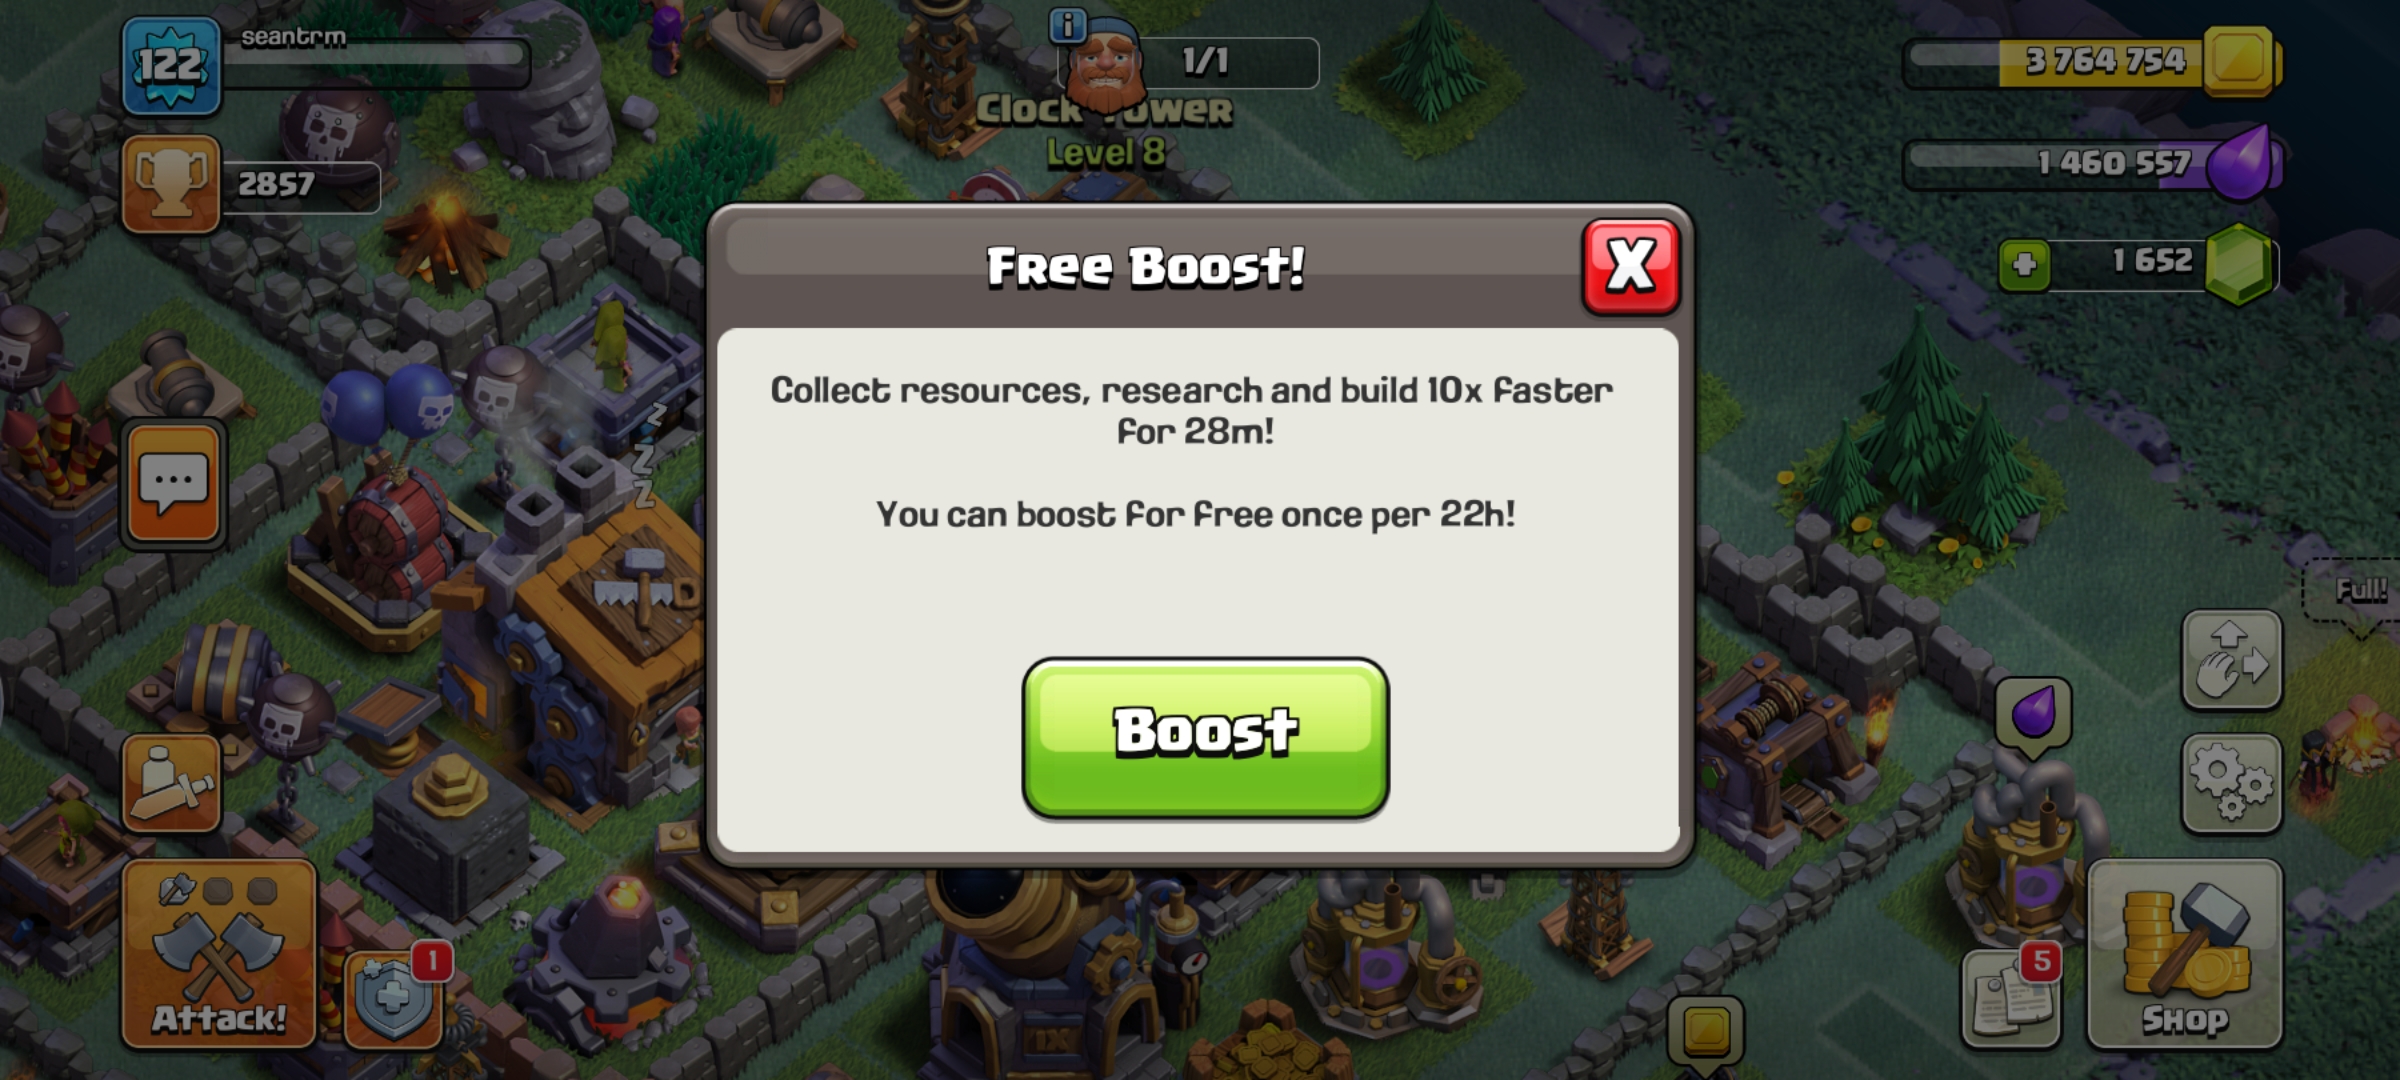 122
seantrm
1/1
3 764 754
Clock Tower
Level 8
1 460 557
2857
Free Boost!
X
1 652
Collect resources, research and build 10x faster
for 28m!
You can boost for free once per 22h!
z
z
z
Full!
Boost
1
5
Attack!
Shop
IX